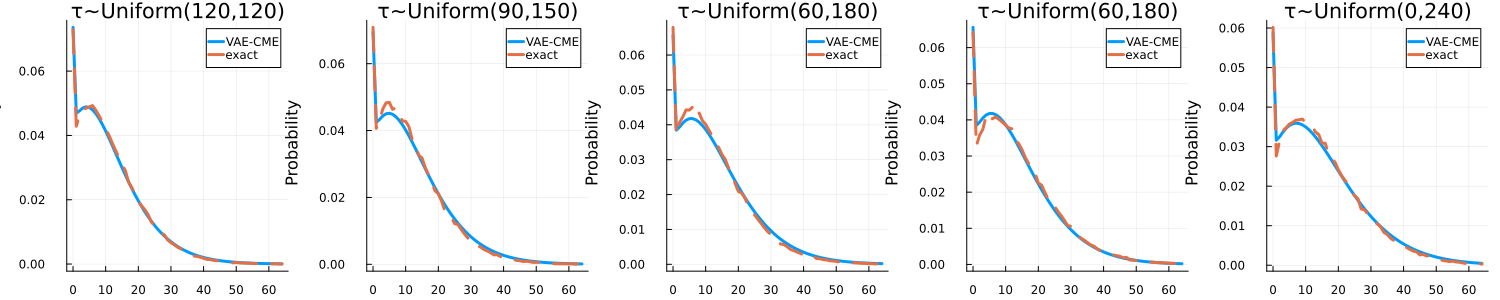 τ~Uniform(120,120)
VAE-CME
exact
0.06
0.04
0.02
0.00
0 10 20 30 40 50 60
τ~Uniform(90,150)
VAE-CME
exact
Probability
0.06
0.04
0.02
0.00
0 10 20 30 40 50 60
τ~Uniform(60,180)
VAE-CME
exact
Probability
0.06
0.05
0.04
0.03
0.02
0.01
0.00
0 10 20 30 40 50 60
τ~Uniform(60,180)
VAE-CME
exact
Probability
0.06
0.05
0.04
0.03
0.02
0.01
0.00
0 10 20 30 40 50 60
τ~Uniform(0,240)
VAE-CME
exact
Probability
0.06
0.05
0.04
0.03
0.02
0.01
0.00
0 10 20 30 40 50 60